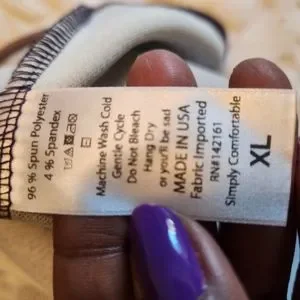 96 % Spun Polyester
4 % Spandex
Machine Wash Cold
Gentle Cycle
Do Not Bleach
Hang Dry
or you'll be sad
MADE IN USA
Fabric Imported
RN#142161
Simply Comfortable
XL